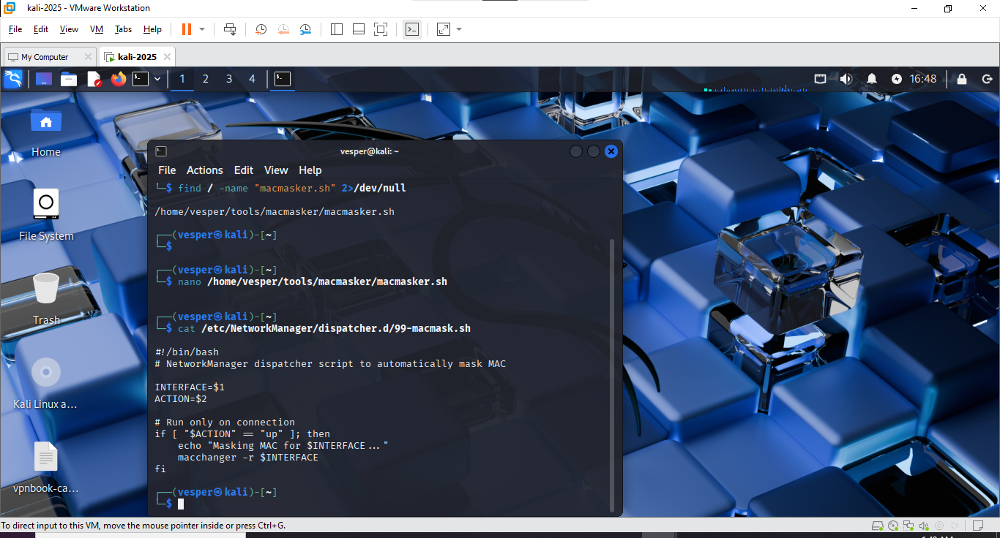 kali-2025 - VMware Workstation
File Edit View VM Tabs Help
My Computer kali-2025
1 2 3 4 16:48
Home
File System
Trash
Kali Linux a...
vpnbook-ca...
vesper@kali: ~
File Actions Edit View Help
└─$ find / -name "macmasker.sh" 2>/dev/null
/home/vesper/tools/macmasker/macmasker.sh
┌──(vesper㉿kali)-[~]
└─$
┌──(vesper㉿kali)-[~]
└─$ nano /home/vesper/tools/macmasker/macmasker.sh
┌──(vesper㉿kali)-[~]
└─$ cat /etc/NetworkManager/dispatcher.d/99-macmask.sh
#!/bin/bash
# NetworkManager dispatcher script to automatically mask MAC
INTERFACE=$1
ACTION=$2
# Run only on connection
if [ "$ACTION" == "up" ]; then
echo "Masking MAC for $INTERFACE..."
macchanger -r $INTERFACE
fi
┌──(vesper㉿kali)-[~]
└─$
To direct input to this VM, move the mouse pointer inside or press Ctrl+G.